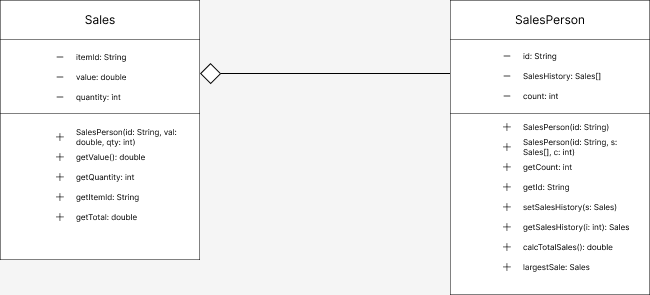 Sales
− itemId: String
− value: double
− quantity: int
+ SalesPerson(id: String, val:
double, qty: int)
+ getValue(): double
+ getQuantity: int
+ getItemId: String
+ getTotal: double
SalesPerson
− id: String
− SalesHistory: Sales[]
− count: int
+ SalesPerson(id: String)
+ SalesPerson(id: String, s:
Sales[], c: int)
+ getCount: int
+ getId: String
+ setSalesHistory(s: Sales)
+ getSalesHistory(i: int): Sales
+ calcTotalSales(): double
+ largestSale: Sales